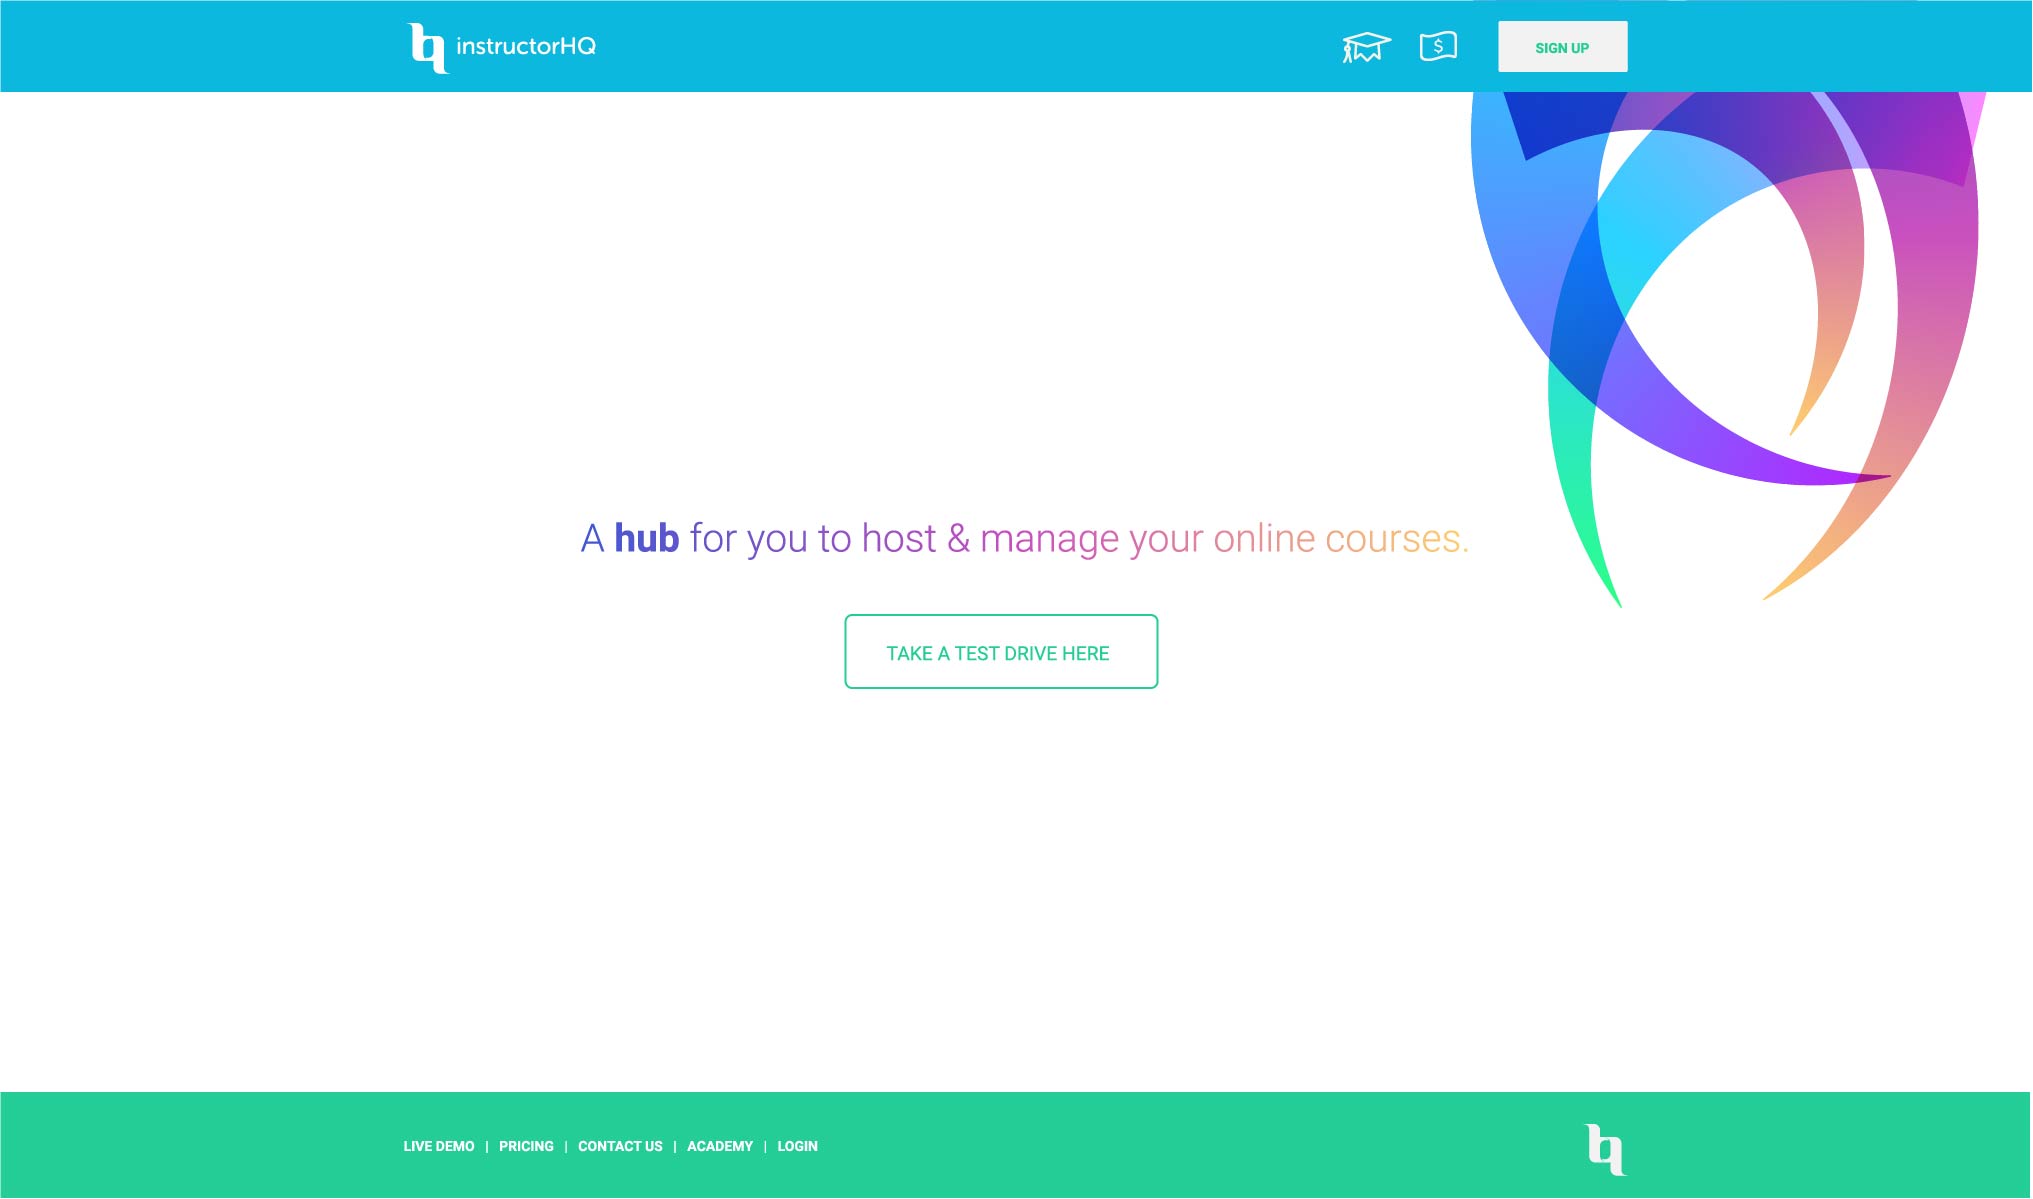 instructorHQ
$
SIGN UP
A hub for you to host & manage your online courses.
TAKE A TEST DRIVE HERE
LIVE DEMO | PRICING | CONTACT US | ACADEMY | LOGIN